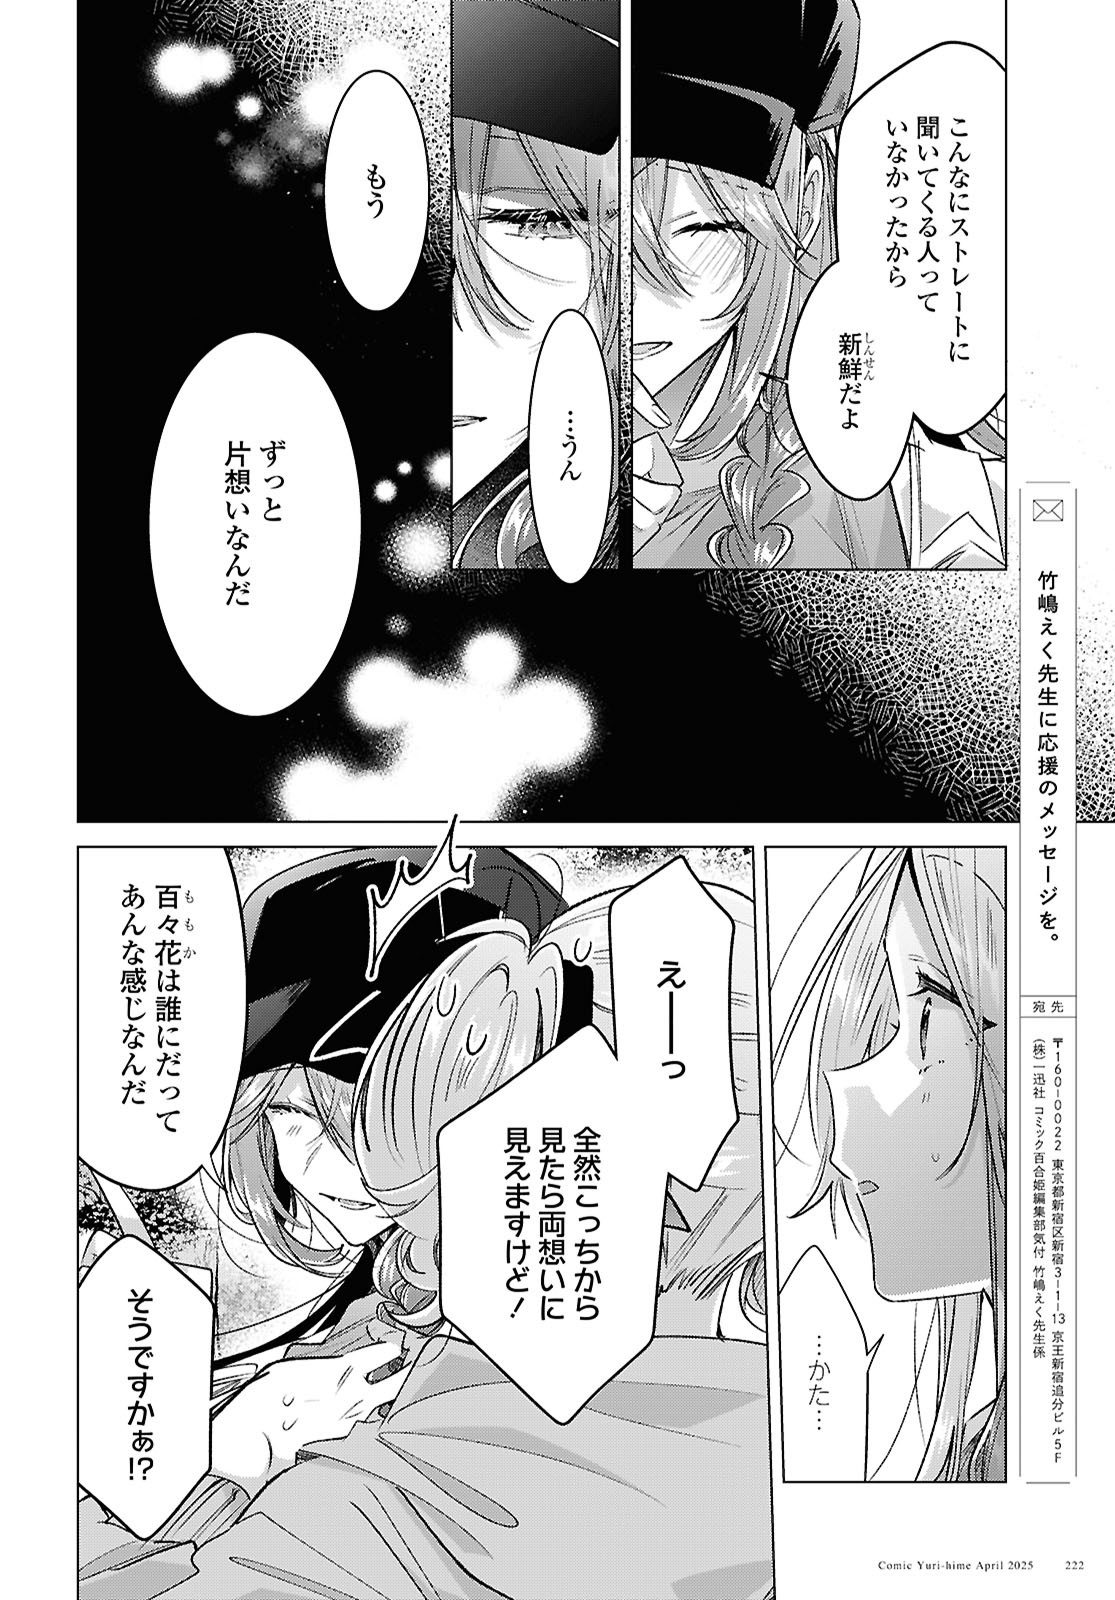 こんなにストレートに
聞いてくる人って
いなかったから
新鮮だよ
しんせん
…うん
もう
ずっと
片想いなんだ
…かた…
えーーっ
全然こっちから
見たら両想いに
見えますけど!
百々花は誰にだって
ももか
あんな感じなんだ
そうですかぁ!?
竹嶋えく先生に応援のメッセージを。
宛先
〒160-0022 東京都新宿区新宿3-1-13 京王新宿追分ビル5F
(株)一迅社 コミック百合姫編集部気付 竹嶋えく先生係
Comic Yuri-hime April 2025 222